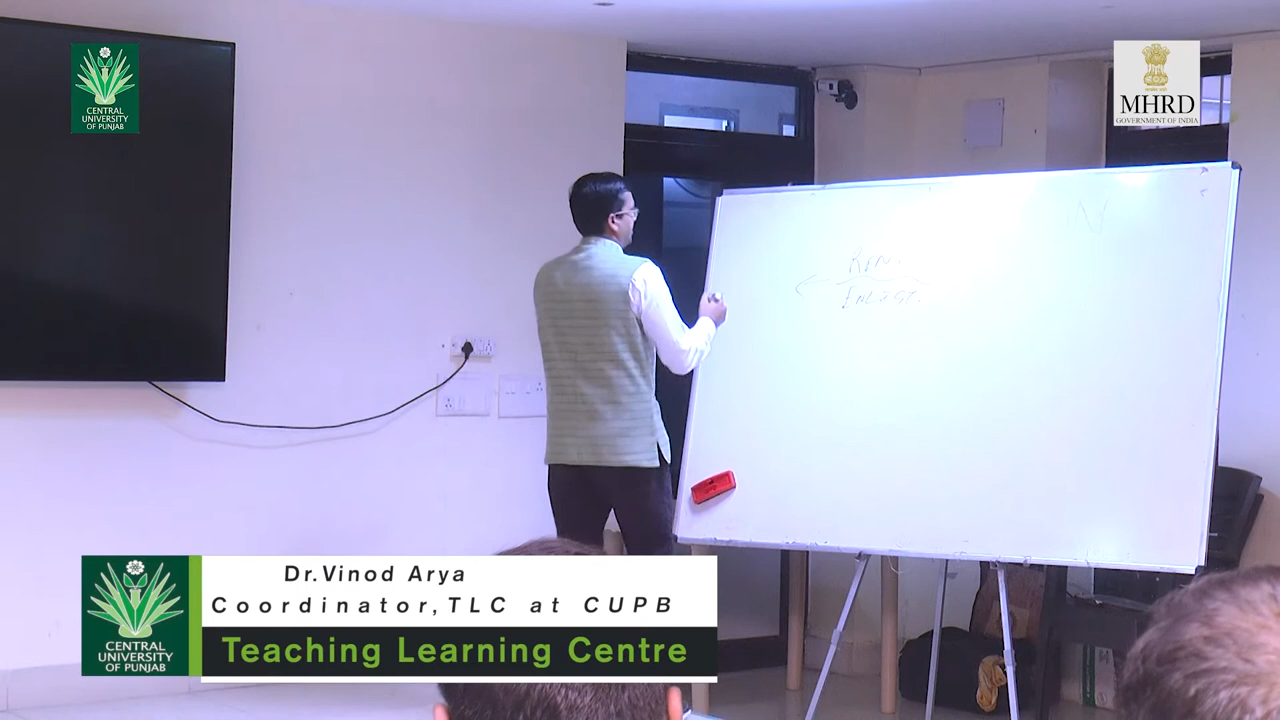 CENTRAL
UNIVERSITY
OF PUNJAB
MHRD
GOVERNMENT OF INDIA
REN.
Dr.Vinod Arya
Coordinator,TLC at CUPB
Teaching Learning Centre
CENTRAL
UNIVERSITY
OF PUNJAB